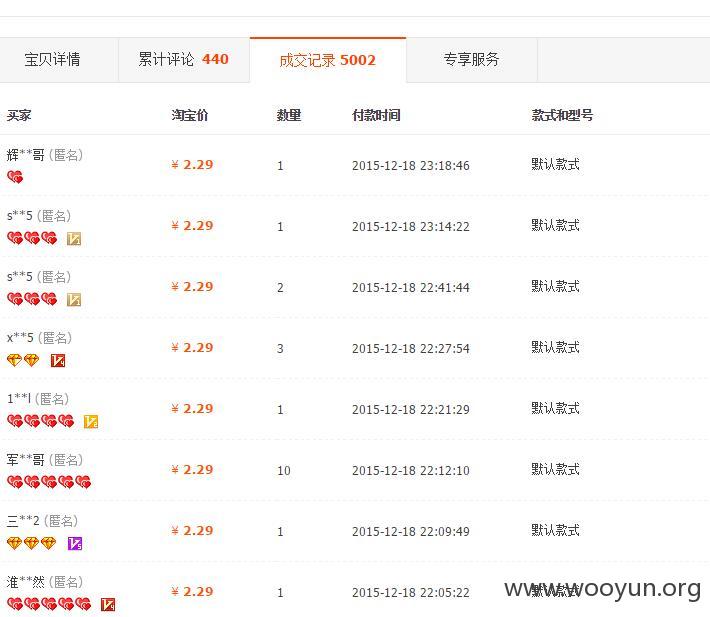 宝贝详情 累计评论 440 成交记录 5002 专享服务
买家 淘宝价 数量 付款时间 款式和型号
辉**哥 (匿名)
¥ 2.29 1 2015-12-18 23:18:46 默认款式
s**5 (匿名)
¥ 2.29 1 2015-12-18 23:14:22 默认款式
s**5 (匿名)
¥ 2.29 2 2015-12-18 22:41:44 默认款式
x**5 (匿名)
¥ 2.29 3 2015-12-18 22:27:54 默认款式
1**l (匿名)
¥ 2.29 1 2015-12-18 22:21:29 默认款式
军**哥 (匿名)
¥ 2.29 10 2015-12-18 22:12:10 默认款式
三**2 (匿名)
¥ 2.29 1 2015-12-18 22:09:49 默认款式
淮**然 (匿名)
¥ 2.29 1 2015-12-18 22:05:22 默认款式
www.wooyun.org